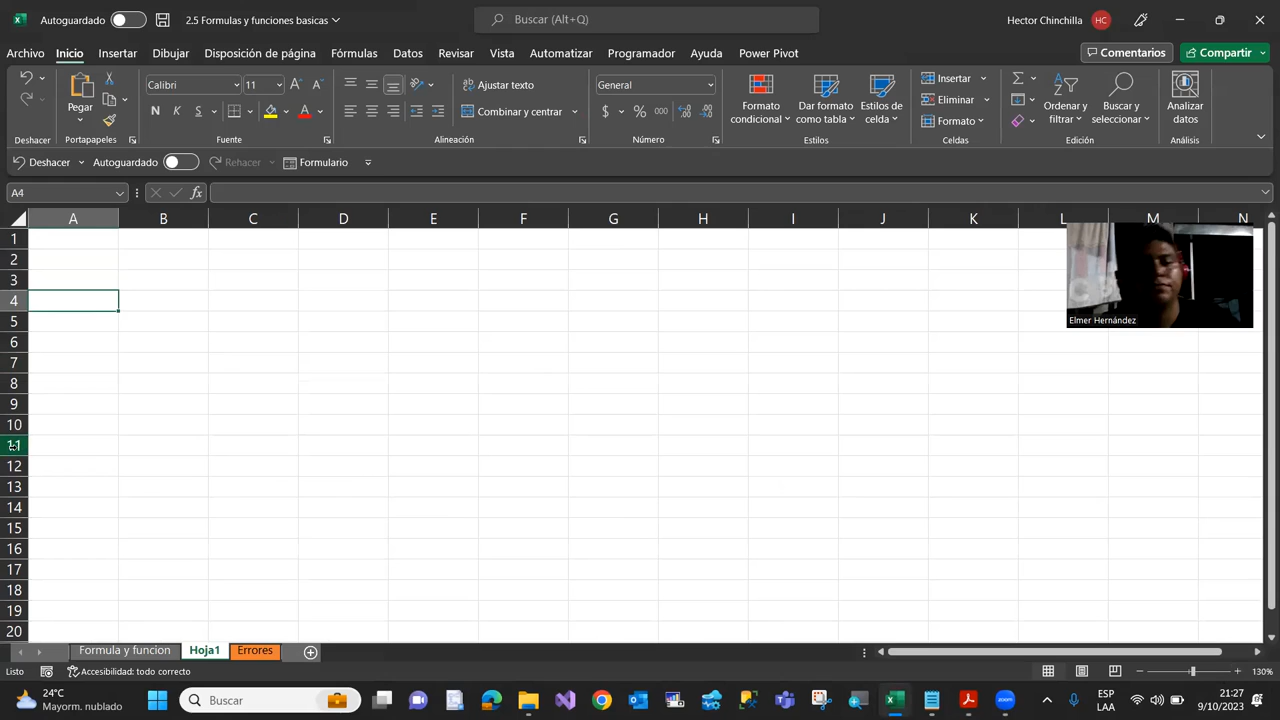 Autoguardado
2.5 Formulas y funciones basicas
Buscar (Alt+Q)
Hector Chinchilla
HC
Archivo Inicio Insertar Dibujar Disposición de página Fórmulas Datos Revisar Vista Automatizar Programador Ayuda Power Pivot
Comentarios
Compartir
Calibri 11
N K S
Ajustar texto
Combinar y centrar
General
$ % 000
Pegar
Formato condicional
Dar formato como tabla
Estilos de celda
Insertar
Eliminar
Formato
Ordenar y filtrar
Buscar y seleccionar
Analizar datos
Deshacer Portapapeles Fuente Alineación Número Estilos Celdas Edición Análisis
Deshacer Autoguardado Rehacer Formulario
A4 fx
A B C D E F G H I J K L M N
1
2
3
4
5
6
7
8
9
10
11
12
13
14
15
16
17
18
19
20
Elmer Hernández
Formula y funcion Hoja1 Errores
Listo Accesibilidad: todo correcto 130%
24°C
Mayorm. nublado
Buscar
ESP
LAA
21:27
9/10/2023